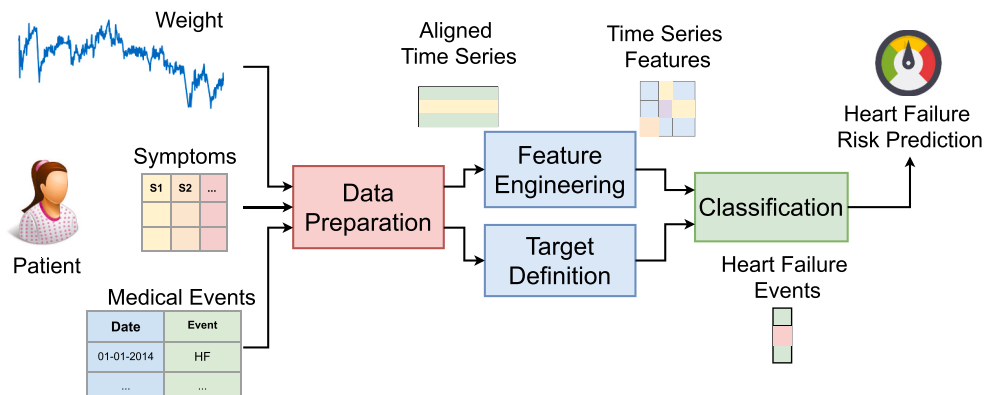 Weight
Aligned
Time Series
Time Series
Features
Heart Failure
Risk Prediction
Symptoms
S1 S2 ...
Patient
Data
Preparation
Feature
Engineering
Target
Definition
Classification
Heart Failure
Events
Medical Events
Date Event
01-01-2014 HF
... ...